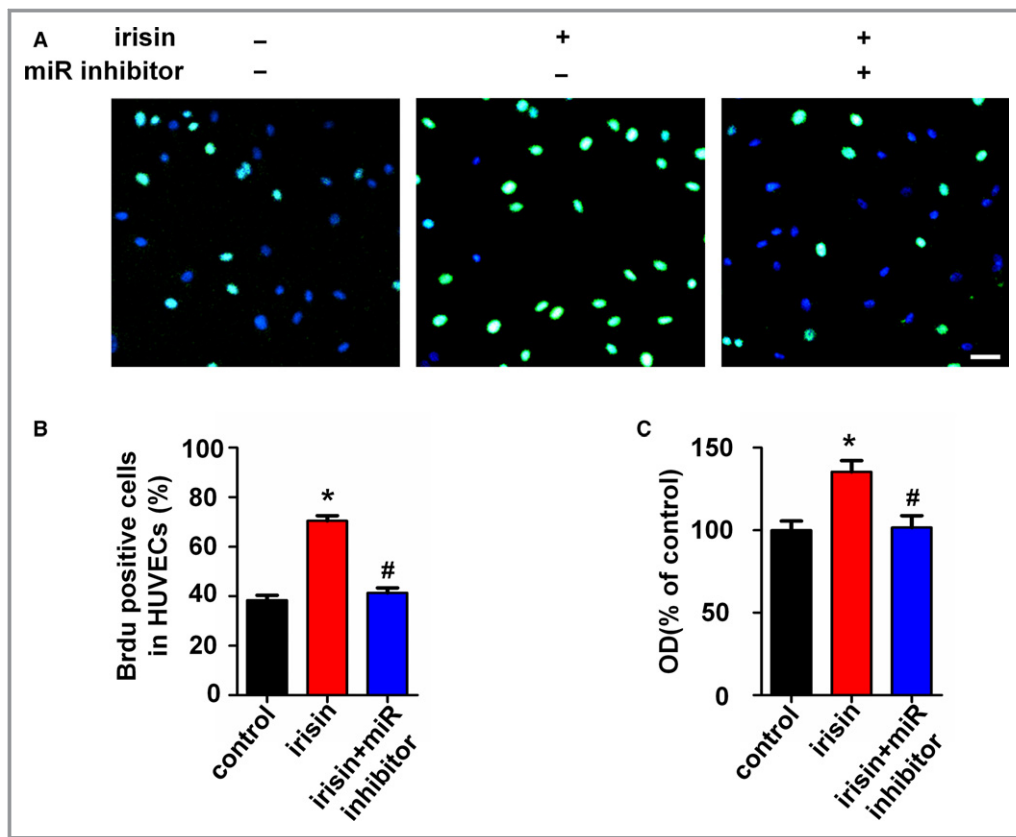 A irisin – + +
miR inhibitor – – +
B
Brdu positive cells
in HUVECs (%)
100
80
60
40
20
0
*
#
control
irisin
irisin+miR
inhibitor
C
OD(% of control)
150
100
50
0
*
#
control
irisin
irisin+miR
inhibitor